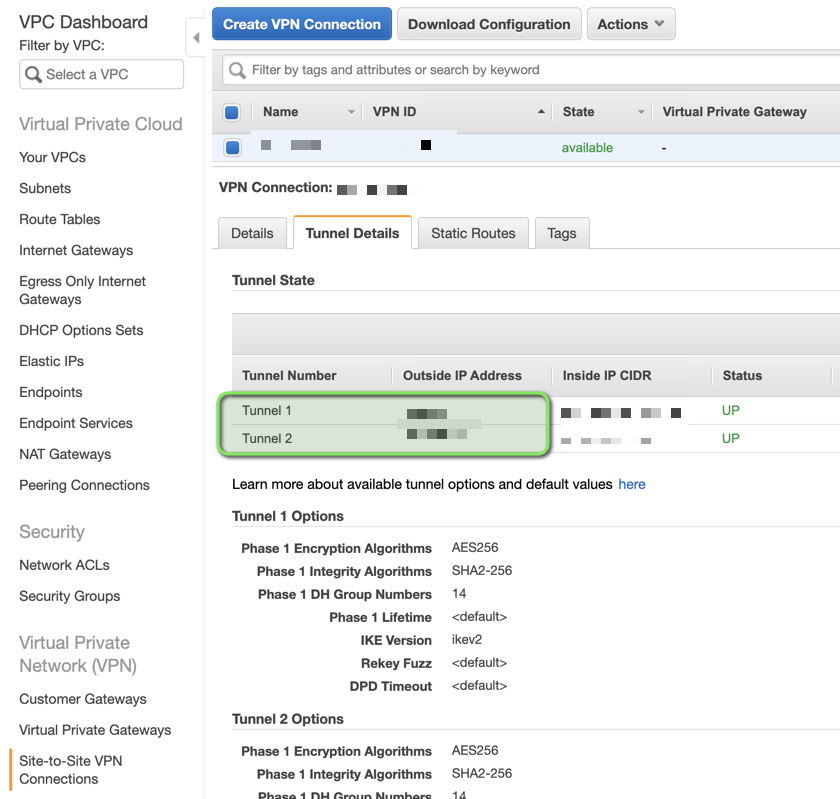 VPC Dashboard
Filter by VPC:
Select a VPC
Virtual Private Cloud
Your VPCs
Subnets
Route Tables
Internet Gateways
Egress Only Internet
Gateways
DHCP Options Sets
Elastic IPs
Endpoints
Endpoint Services
NAT Gateways
Peering Connections
Security
Network ACLs
Security Groups
Virtual Private
Network (VPN)
Customer Gateways
Virtual Private Gateways
Site-to-Site VPN
Connections
Create VPN Connection Download Configuration Actions
Filter by tags and attributes or search by keyword
Name VPN ID State Virtual Private Gateway
available -
VPN Connection:
Details Tunnel Details Static Routes Tags
Tunnel State
Tunnel Number Outside IP Address Inside IP CIDR Status
Tunnel 1 UP
Tunnel 2 UP
Learn more about available tunnel options and default values here
Tunnel 1 Options
Phase 1 Encryption Algorithms AES256
Phase 1 Integrity Algorithms SHA2-256
Phase 1 DH Group Numbers 14
Phase 1 Lifetime <default>
IKE Version ikev2
Rekey Fuzz <default>
DPD Timeout <default>
Tunnel 2 Options
Phase 1 Encryption Algorithms AES256
Phase 1 Integrity Algorithms SHA2-256
Phase 1 DH Group Numbers 14